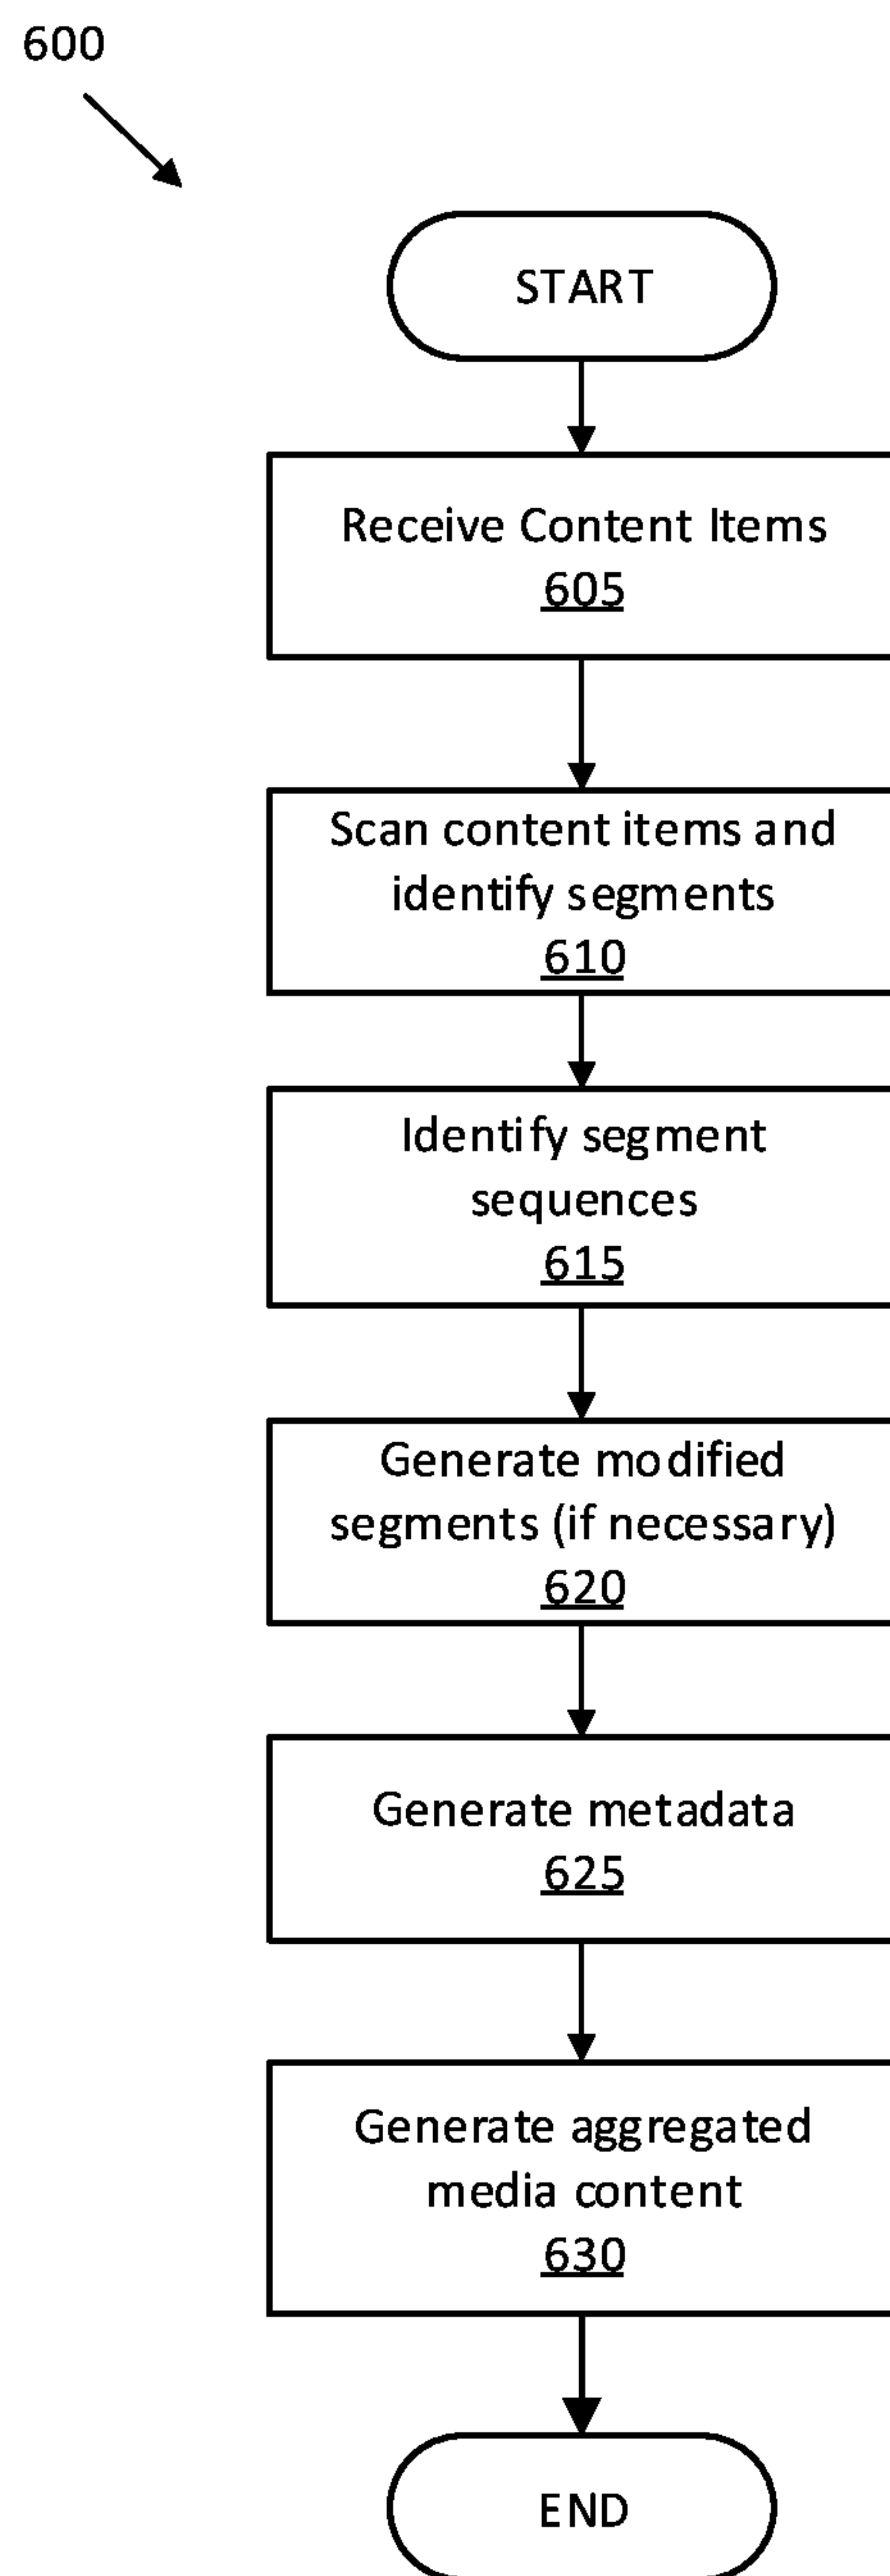 600
START
Receive Content Items
605
Scan content items and
identify segments
610
Identify segment
sequences
615
Generate modified
segments (if necessary)
620
Generate metadata
625
Generate aggregated
media content
630
END